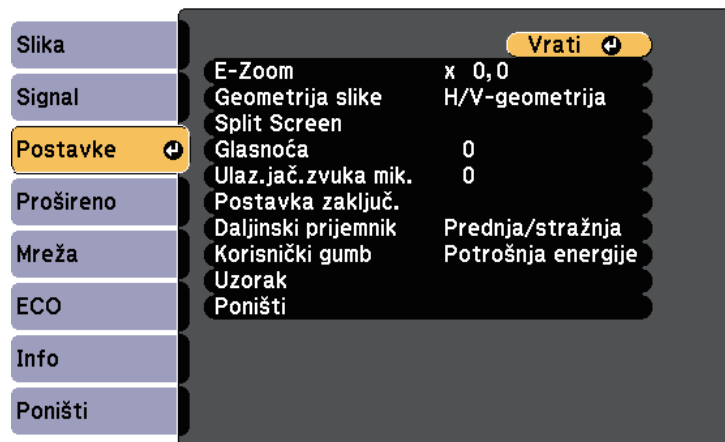 Slika
Signal
Postavke
Prošireno
Mreža
ECO
Info
Poništi
Vrati
E-Zoom x 0,0
Geometrija slike H/V-geometrija
Split Screen
Glasnoća 0
Ulaz.jač.zvuka mik. 0
Postavka zaključ.
Daljinski prijemnik Prednja/stražnja
Korisnički gumb Potrošnja energije
Uzorak
Poništi